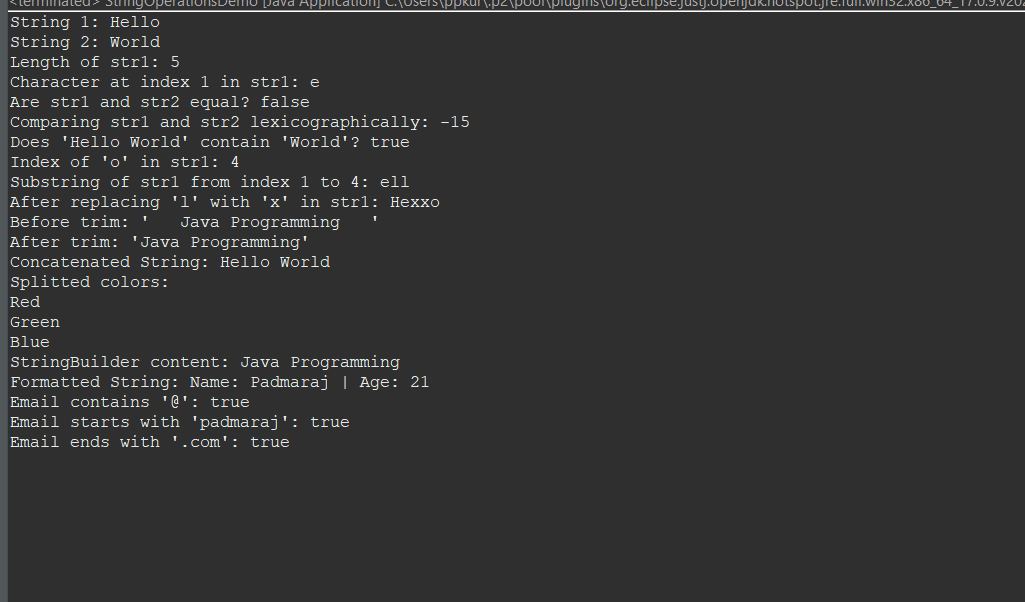 <terminated> StringOperationsDemo [Java Application] C:\Users\ppkur\.p2\pool\plugins\org.eclipse.justj.openjdk.hotspot.jre.full.win32.x86_64_17.0.9.v202
String 1: Hello
String 2: World
Length of str1: 5
Character at index 1 in str1: e
Are str1 and str2 equal? false
Comparing str1 and str2 lexicographically: -15
Does 'Hello World' contain 'World'? true
Index of 'o' in str1: 4
Substring of str1 from index 1 to 4: ell
After replacing 'l' with 'x' in str1: Hexxo
Before trim: '   Java Programming   '
After trim: 'Java Programming'
Concatenated String: Hello World
Splitted colors:
Red
Green
Blue
StringBuilder content: Java Programming
Formatted String: Name: Padmaraj | Age: 21
Email contains '@': true
Email starts with 'padmaraj': true
Email ends with '.com': true